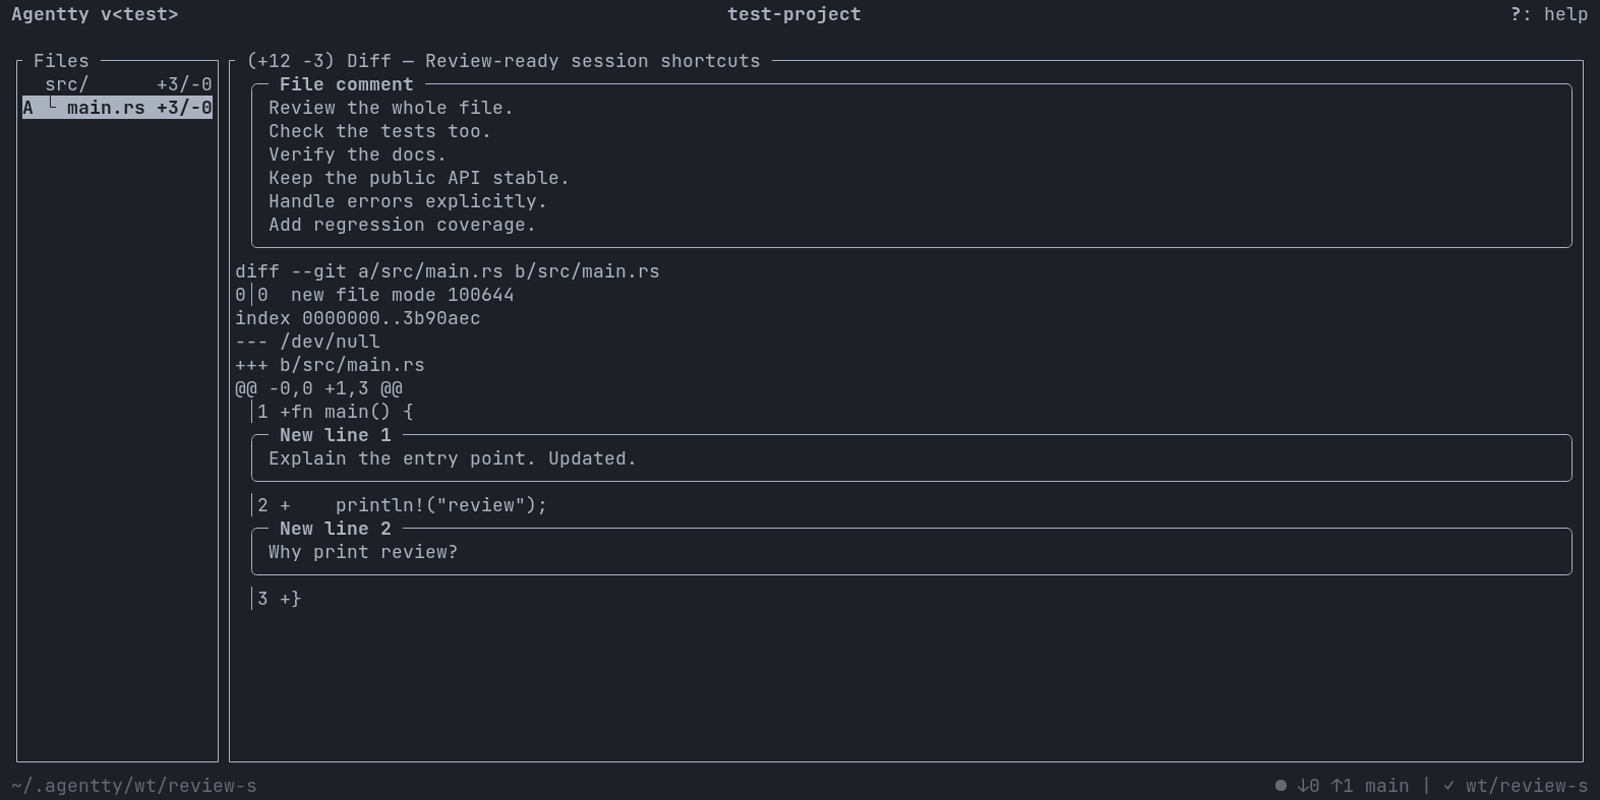 Agentty v<test> test-project ?: help
Files
src/ +3/-0
A └ main.rs +3/-0
(+12 -3) Diff — Review-ready session shortcuts
File comment
Review the whole file.
Check the tests too.
Verify the docs.
Keep the public API stable.
Handle errors explicitly.
Add regression coverage.
diff --git a/src/main.rs b/src/main.rs
0│0  new file mode 100644
index 0000000..3b90aec
--- /dev/null
+++ b/src/main.rs
@@ -0,0 +1,3 @@
│1 +fn main() {
New line 1
Explain the entry point. Updated.
│2 +    println!("review");
New line 2
Why print review?
│3 +}
~/.agentty/wt/review-s ● ↓0 ↑1 main | ✓ wt/review-s